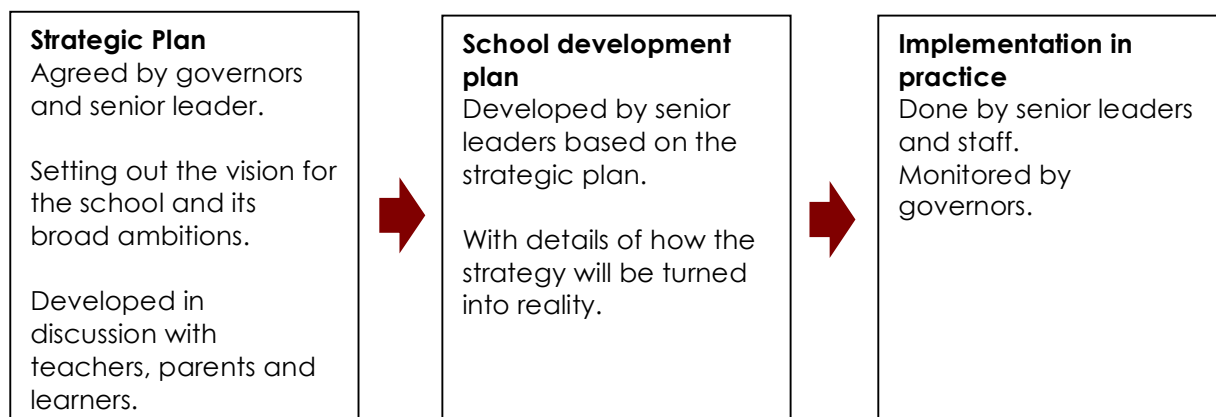 Strategic Plan
Agreed by governors
and senior leader.
Setting out the vision for
the school and its
broad ambitions.
Developed in
discussion with
teachers, parents and
learners.
School development
plan
Developed by senior
leaders based on the
strategic plan.
With details of how the
strategy will be turned
into reality.
Implementation in
practice
Done by senior leaders
and staff.
Monitored by
governors.